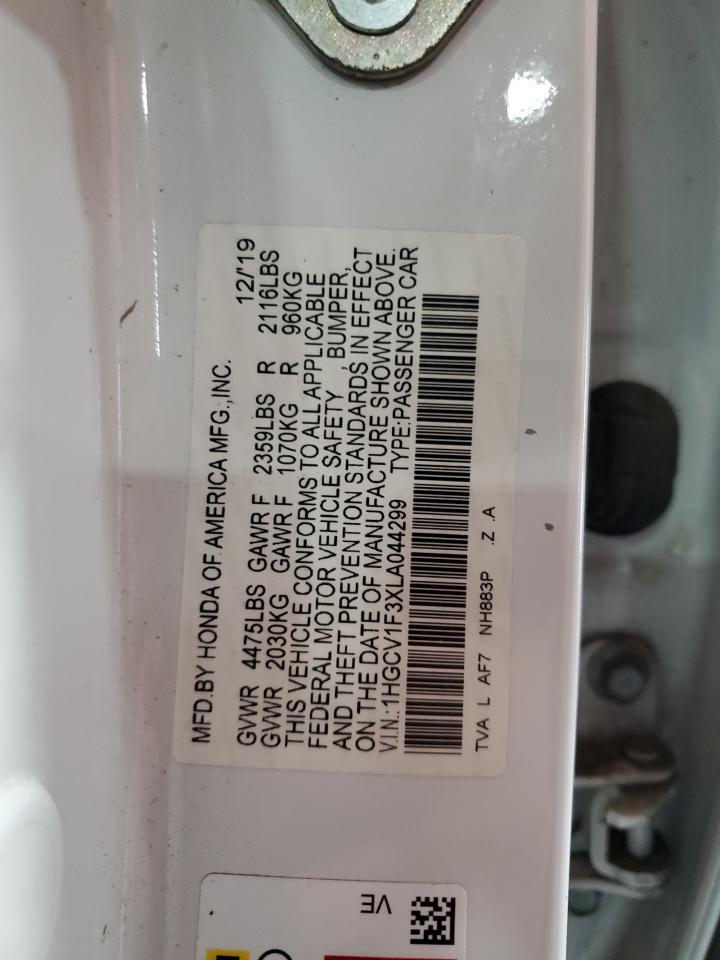 MFD.BY HONDA OF AMERICA MFG.,INC.
12/'19
GVWR 4475LBS GAWR F 2359LBS R 2116LBS
GVWR 2030KG GAWR F 1070KG R 960KG
THIS VEHICLE CONFORMS TO ALL APPLICABLE
FEDERAL MOTOR VEHICLE SAFETY , BUMPER,
AND THEFT PREVENTION STANDARDS IN EFFECT
ON THE DATE OF MANUFACTURE SHOWN ABOVE.
V.I.N.:1HGCV1F3XLA044299 TYPE:PASSENGER CAR
TVA L AF7 NH883P .Z .A
VE